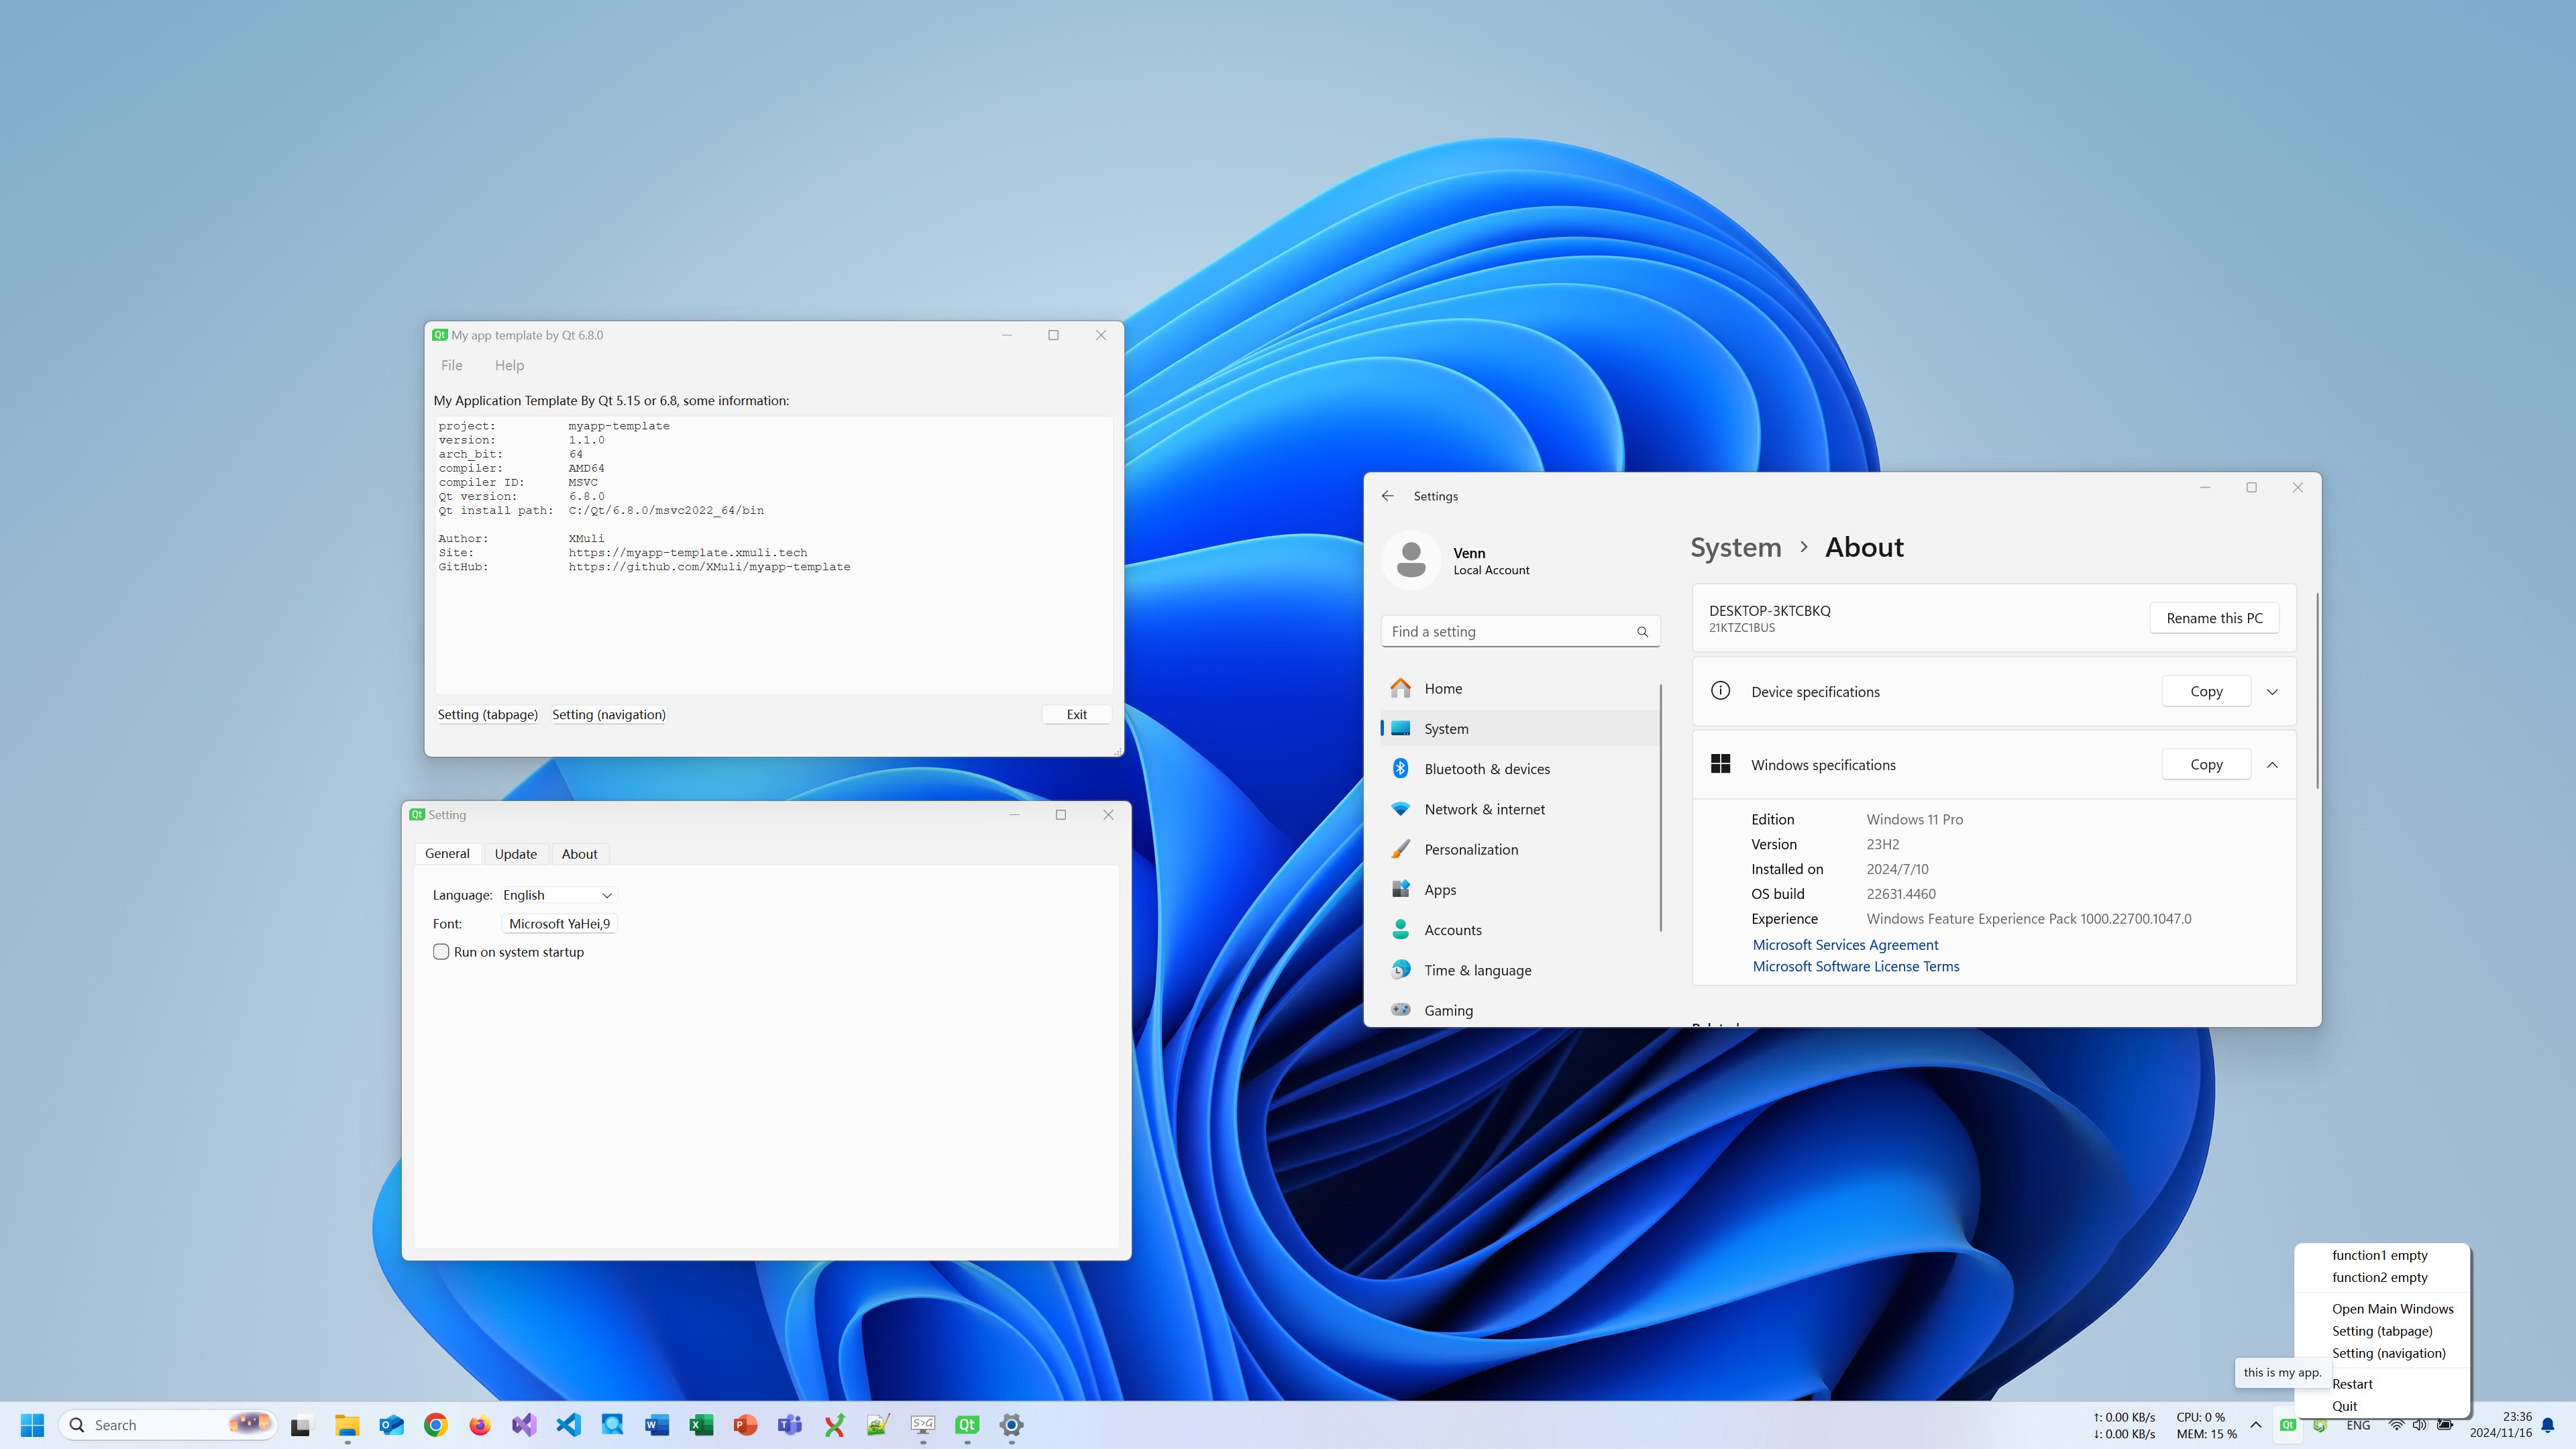 My app template by Qt 6.8.0
File Help
My Application Template By Qt 5.15 or 6.8, some information:
project: myapp-template
version: 1.1.0
arch_bit: 64
compiler: AMD64
compiler ID: MSVC
Qt version: 6.8.0
Qt install path: C:/Qt/6.8.0/msvc2022_64/bin
Author: XMuli
Site: https://myapp-template.xmuli.tech
GitHub: https://github.com/XMuli/myapp-template
Setting (tabpage) Setting (navigation) Exit
Setting
General Update About
Language: English
Font: Microsoft YaHei,9
Run on system startup
Settings
Venn
Local Account
Find a setting
Home
System
Bluetooth & devices
Network & internet
Personalization
Apps
Accounts
Time & language
Gaming
System > About
DESKTOP-3KTCBKQ
21KTZC1BUS
Rename this PC
Device specifications Copy
Windows specifications Copy
Edition Windows 11 Pro
Version 23H2
Installed on 2024/7/10
OS build 22631.4460
Experience Windows Feature Experience Pack 1000.22700.1047.0
Microsoft Services Agreement
Microsoft Software License Terms
function1 empty
function2 empty
Open Main Windows
Setting (tabpage)
Setting (navigation)
Restart
Quit
this is my app.
Search
↑: 0.00 KB/s CPU: 0 %
↓: 0.00 KB/s MEM: 15 %
ENG
23:36
2024/11/16